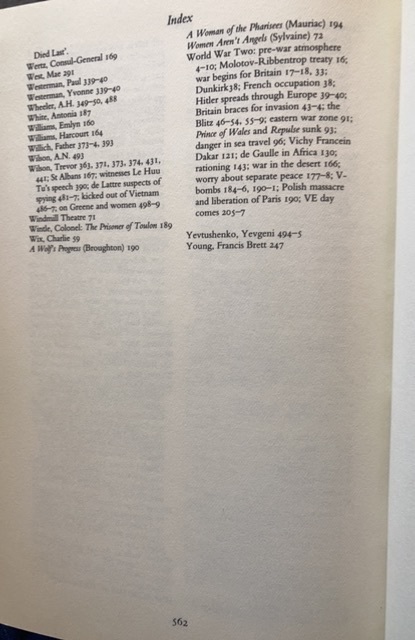 Index
Died Last'.
Wertz, Consul-General 169
West, Mae 291
Westerman, Paul 339-40
Westerman, Yvonne 339-40
Wheeler, A.H. 349-50, 488
White, Antonia 187
Williams, Emlyn 160
Williams, Harcourt 164
Willich, Father 373-4, 393
Wilson, A.N. 493
Wilson, Trevor 363, 371, 373, 374, 431,
441; St Albans 167; witnesses Le Huu
Tu's speech 390; de Lattre suspects of
spying 481-7; kicked out of Vietnam
486-7; on Greene and women 498-9
Windmill Theatre 71
Wintle, Colonel: The Prisoner of Toulon 189
Wix, Charlie 59
A Wolf's Progress (Broughton) 190
A Woman of the Pharisees (Mauriac) 194
Women Aren't Angels (Sylvaine) 72
World War Two: pre-war atmosphere
4-10; Molotov-Ribbentrop treaty 16;
war begins for Britain 17-18, 33;
Dunkirk38; French occupation 38;
Hitler spreads through Europe 39-40;
Britain braces for invasion 43-4; the
Blitz 46-54, 55-9; eastern war zone 91;
Prince of Wales and Repulse sunk 93;
danger in sea travel 96; Vichy Francein
Dakar 121; de Gaulle in Africa 130;
rationing 143; war in the desert 166;
worry about separate peace 177-8; V-
bombs 184-6, 190-1; Polish massacre
and liberation of Paris 190; VE day
comes 205-7
Yevtushenko, Yevgeni 494-5
Young, Francis Brett 247
562